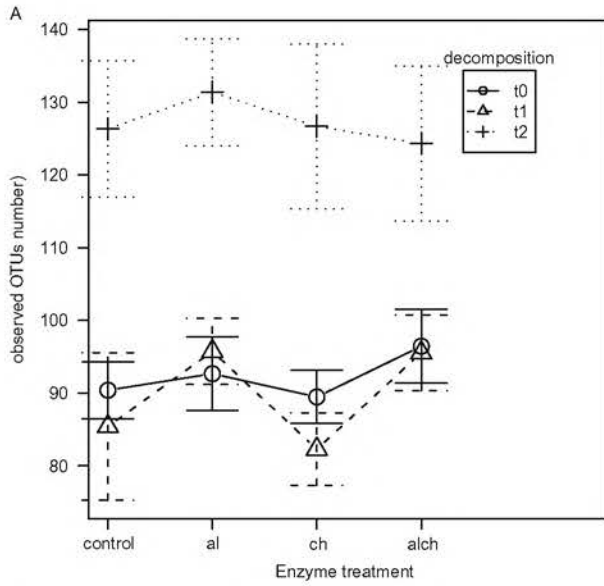 A
140
130
120
110
100
90
80
observed OTUs number)
decomposition
t0
t1
t2
control al ch alch
Enzyme treatment